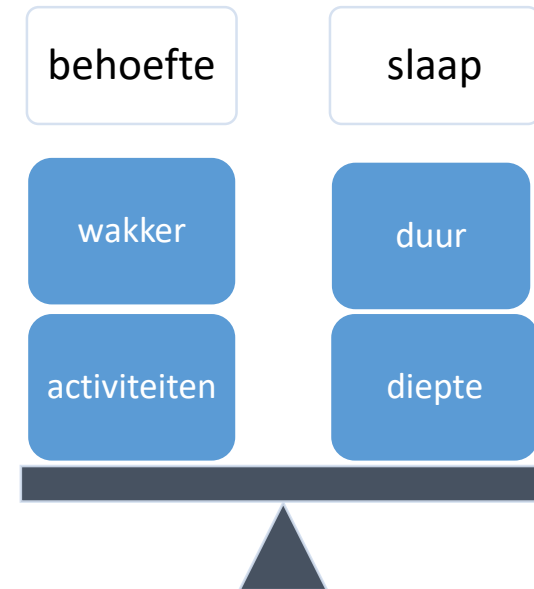 behoefte
slaap
wakker
duur
activiteiten
diepte